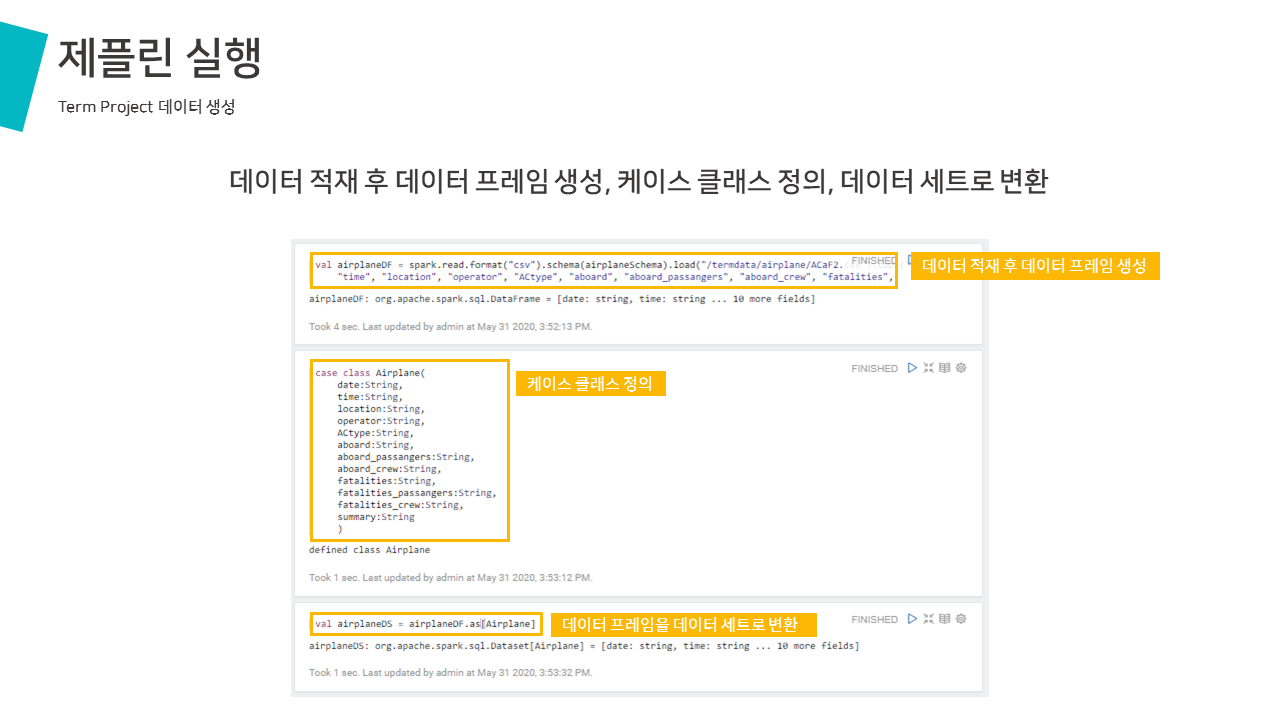 제플린 실행
Term Project 데이터 생성
데이터 적재 후 데이터 프레임 생성, 케이스 클래스 정의, 데이터 세트로 변환
val airplaneDF = spark.read.format("csv").schema(airplaneSchema).load("/termdata/airplane/ACaF2. FINISHED
데이터 적재 후 데이터 프레임 생성
"time", "location", "operator", "ACtype", "aboard", "aboard_passangers", "aboard_crew", "fatalities",
airplaneDF: org.apache.spark.sql.DataFrame = [date: string, time: string ... 10 more fields]
Took 4 sec. Last updated by admin at May 31 2020, 3:52:13 PM.
FINISHED
case class Airplane(
date:String,
케이스 클래스 정의
time:String,
location:String,
operator:String,
ACtype:String,
aboard:String,
aboard_passangers:String,
aboard_crew:String,
fatalities:String,
fatalities_passangers:String,
fatalities_crew:String,
summary:String
)
defined class Airplane
Took 1 sec. Last updated by admin at May 31 2020, 3:53:12 PM.
val airplaneDS = airplaneDF.as[Airplane]
데이터 프레임을 데이터 세트로 변환
FINISHED
airplaneDS: org.apache.spark.sql.Dataset[Airplane] = [date: string, time: string ... 10 more fields]
Took 1 sec. Last updated by admin at May 31 2020, 3:53:32 PM.